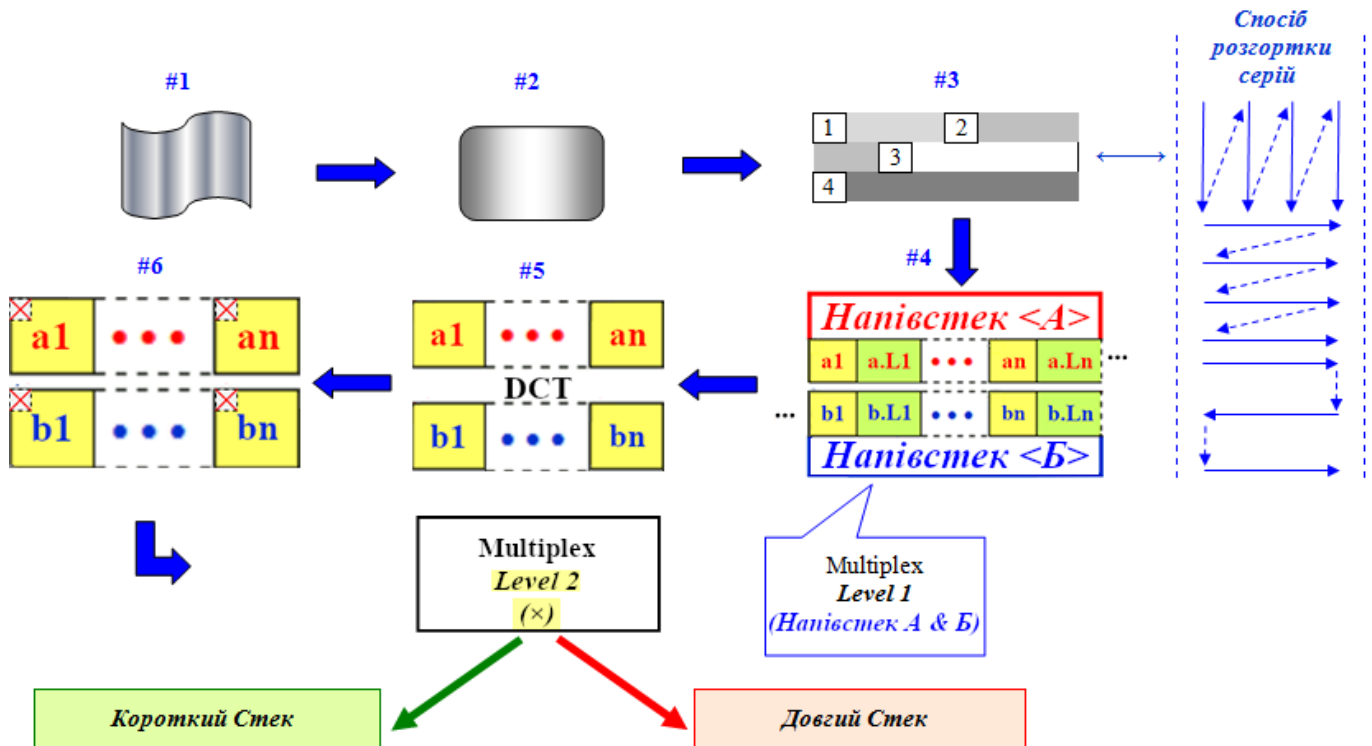 Спосіб
розгортки
серій
#1
#2
#3
1
2
3
4
#4
Напівстек <А>
a1 a.L1 ••• an a.Ln ...
... b1 b.L1 ••• bn b.Ln
Напівстек <Б>
#5
a1 ••• an
DCT
b1 ••• bn
#6
a1 ••• an
b1 ••• bn
Multiplex
Level 2
(×)
Multiplex
Level 1
(Напівстек А & Б)
Короткий Стек
Довгий Стек